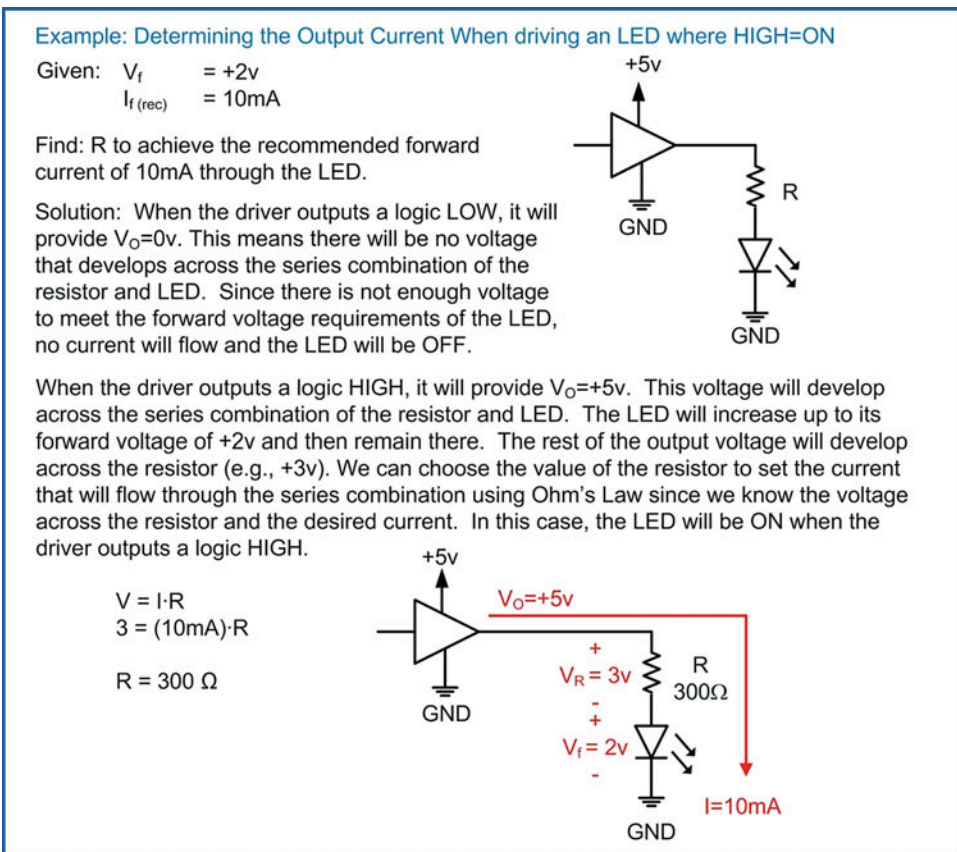 Example: Determining the Output Current When driving an LED where HIGH=ON
Given: Vf = +2v
If (rec) = 10mA
Find: R to achieve the recommended forward
current of 10mA through the LED.
Solution: When the driver outputs a logic LOW, it will
provide VO=0v. This means there will be no voltage
that develops across the series combination of the
resistor and LED. Since there is not enough voltage
to meet the forward voltage requirements of the LED,
no current will flow and the LED will be OFF.
+5v
R
GND
GND
When the driver outputs a logic HIGH, it will provide VO=+5v. This voltage will develop
across the series combination of the resistor and LED. The LED will increase up to its
forward voltage of +2v and then remain there. The rest of the output voltage will develop
across the resistor (e.g., +3v). We can choose the value of the resistor to set the current
that will flow through the series combination using Ohm's Law since we know the voltage
across the resistor and the desired current. In this case, the LED will be ON when the
driver outputs a logic HIGH.
V = I·R
3 = (10mA)·R
R = 300 Ω
+5v
VO=+5v
+
VR = 3v
-
R
300Ω
GND
+
Vf = 2v
-
I=10mA
GND